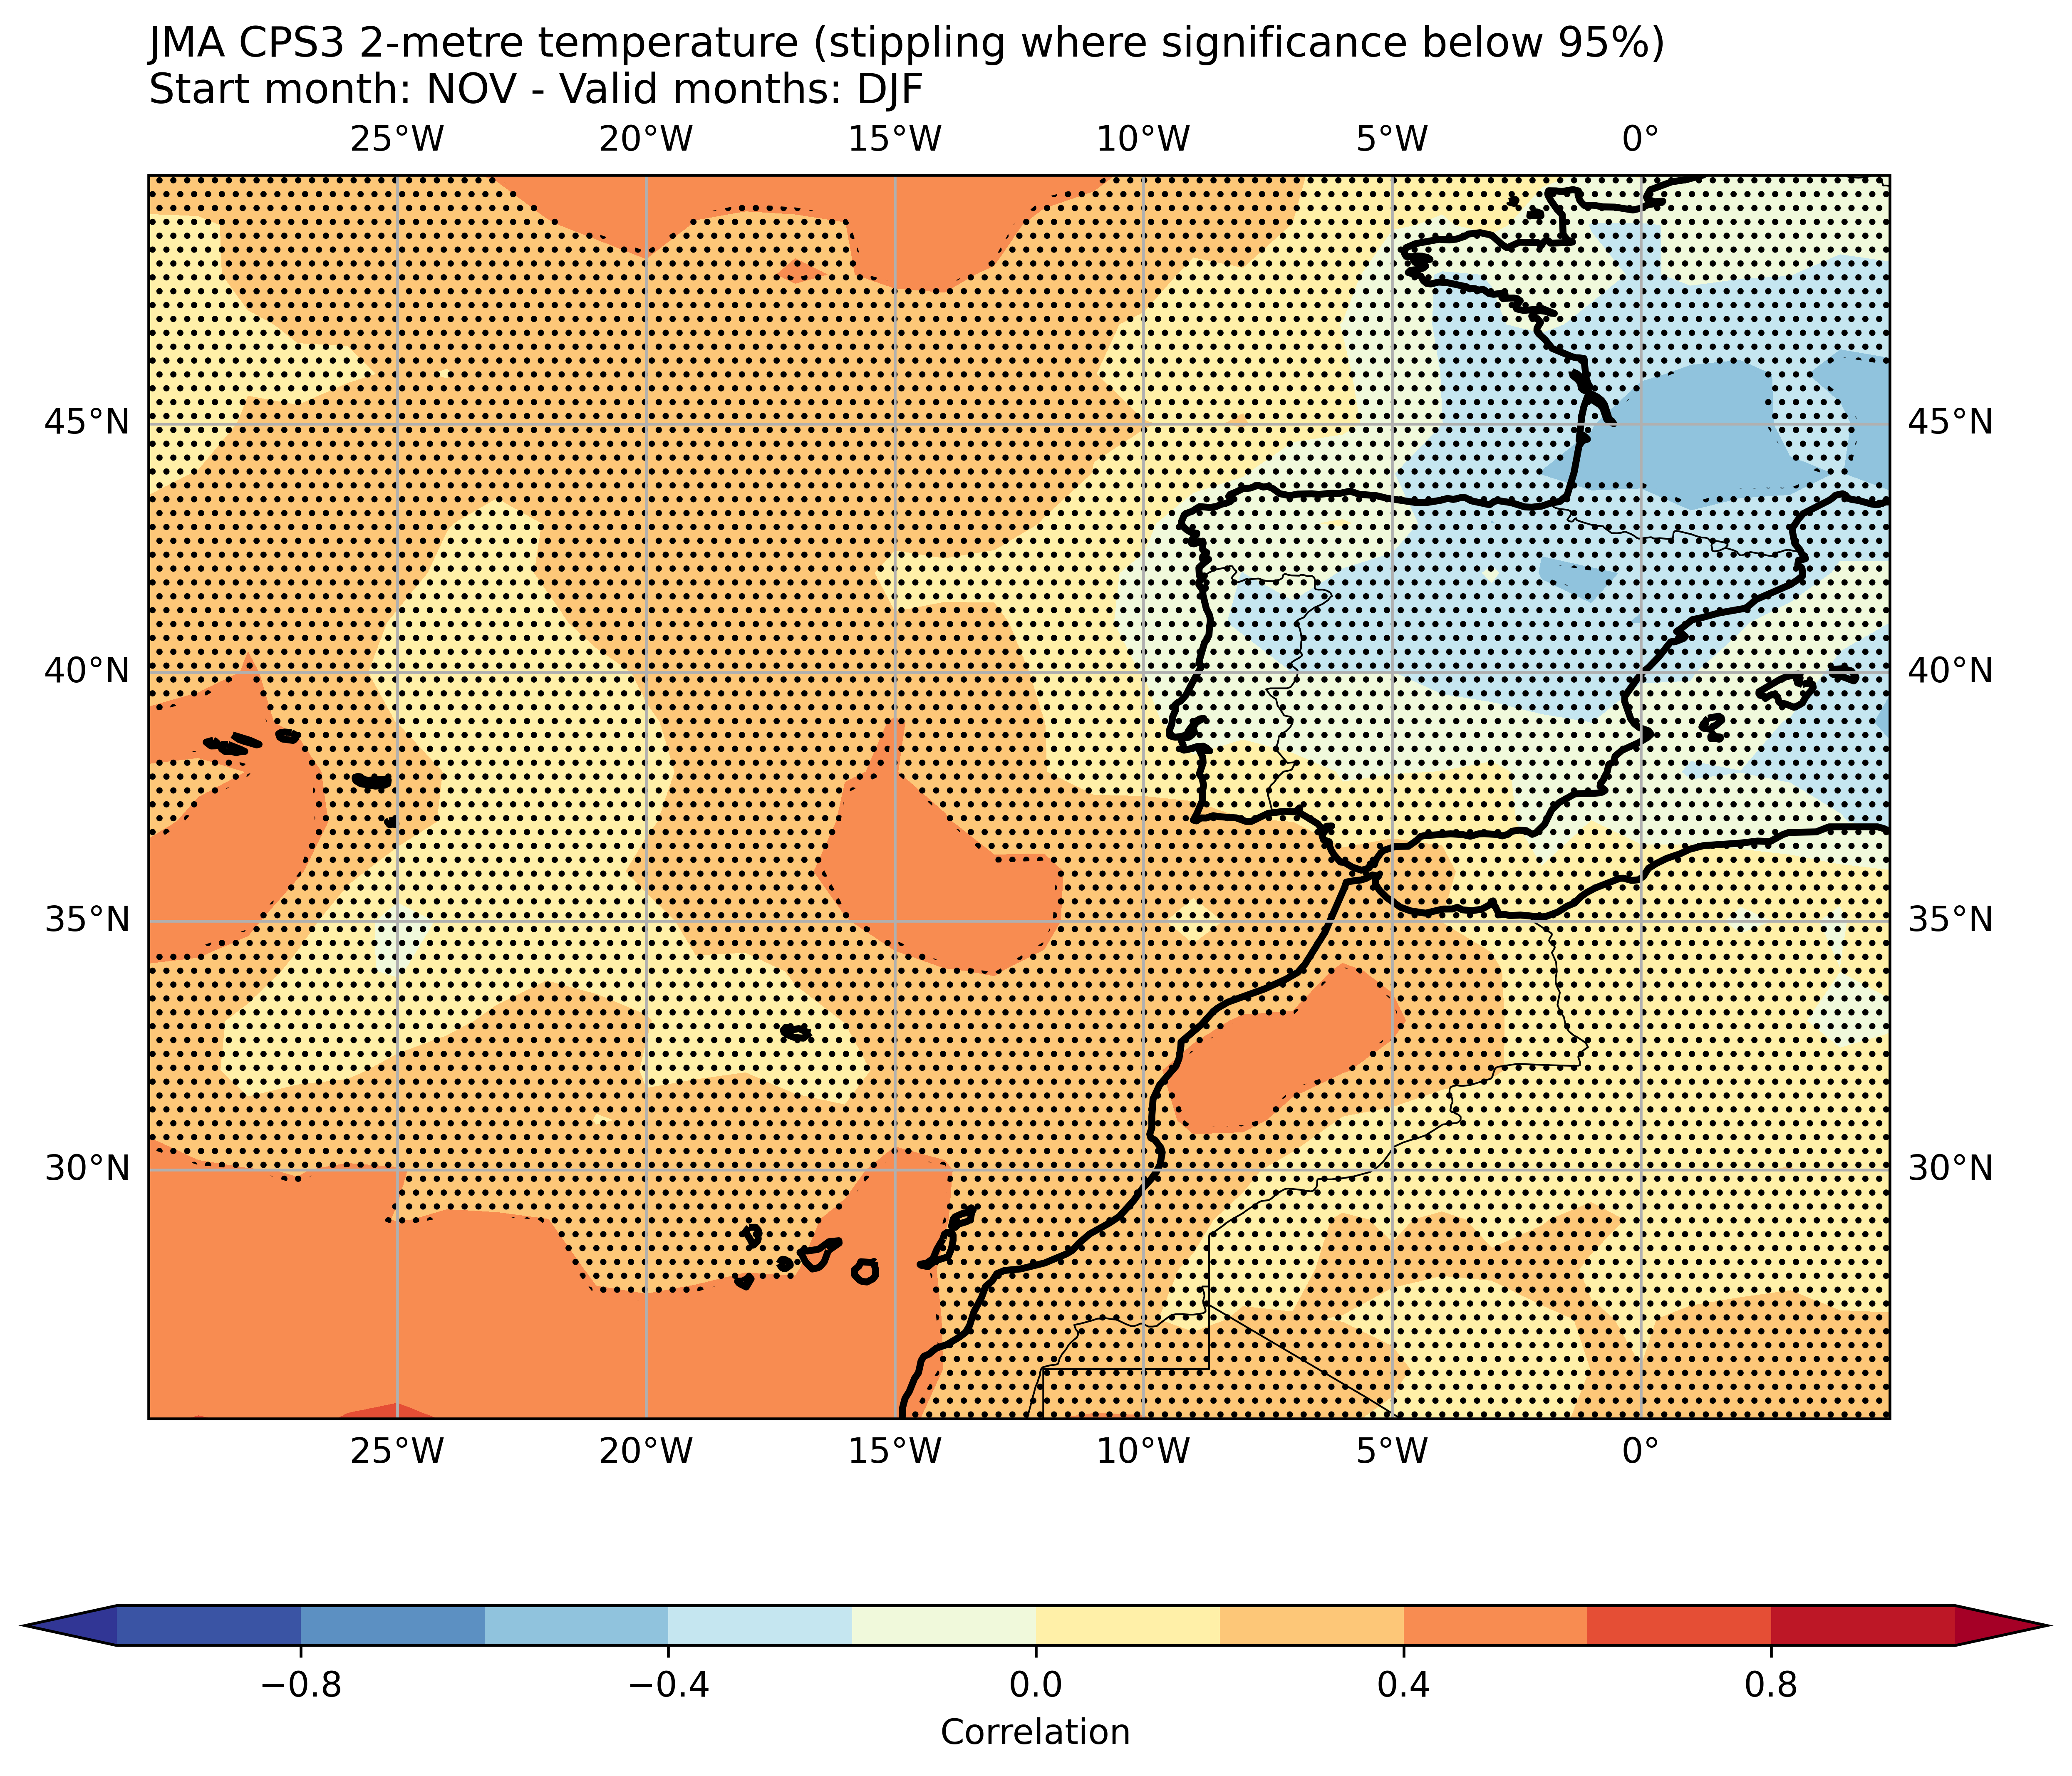 JMA CPS3 2-metre temperature (stippling where significance below 95%)
Start month: NOV - Valid months: DJF
25°W 20°W 15°W 10°W 5°W 0°
45°N 45°N
40°N 40°N
35°N 35°N
30°N 30°N
25°W 20°W 15°W 10°W 5°W 0°
−0.8 −0.4 0.0 0.4 0.8
Correlation